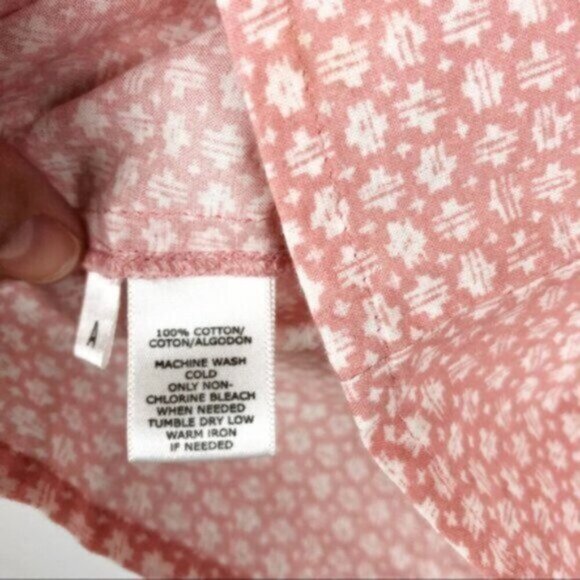 A
100% COTTON/
COTON/ALGODON
MACHINE WASH
COLD
ONLY NON-
CHLORINE BLEACH
WHEN NEEDED
TUMBLE DRY LOW
WARM IRON
IF NEEDED